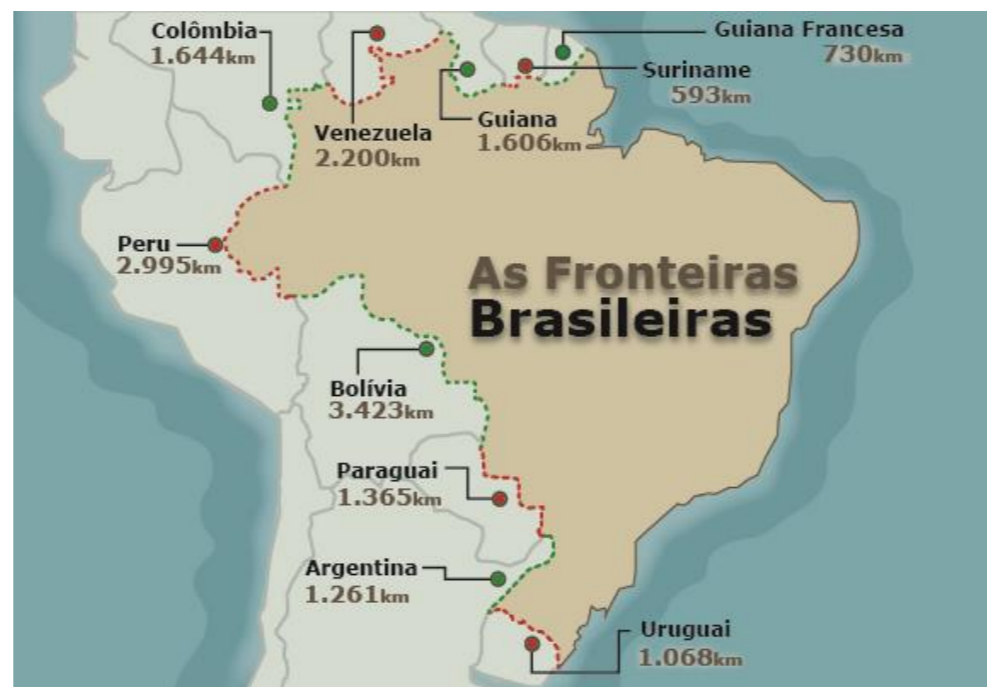 Colômbia
1.644km
Guiana Francesa
730km
Suriname
593km
Guiana
1.606km
Venezuela
2.200km
Peru
2.995km
As Fronteiras
Brasileiras
Bolívia
3.423km
Paraguai
1.365km
Argentina
1.261km
Uruguai
1.068km